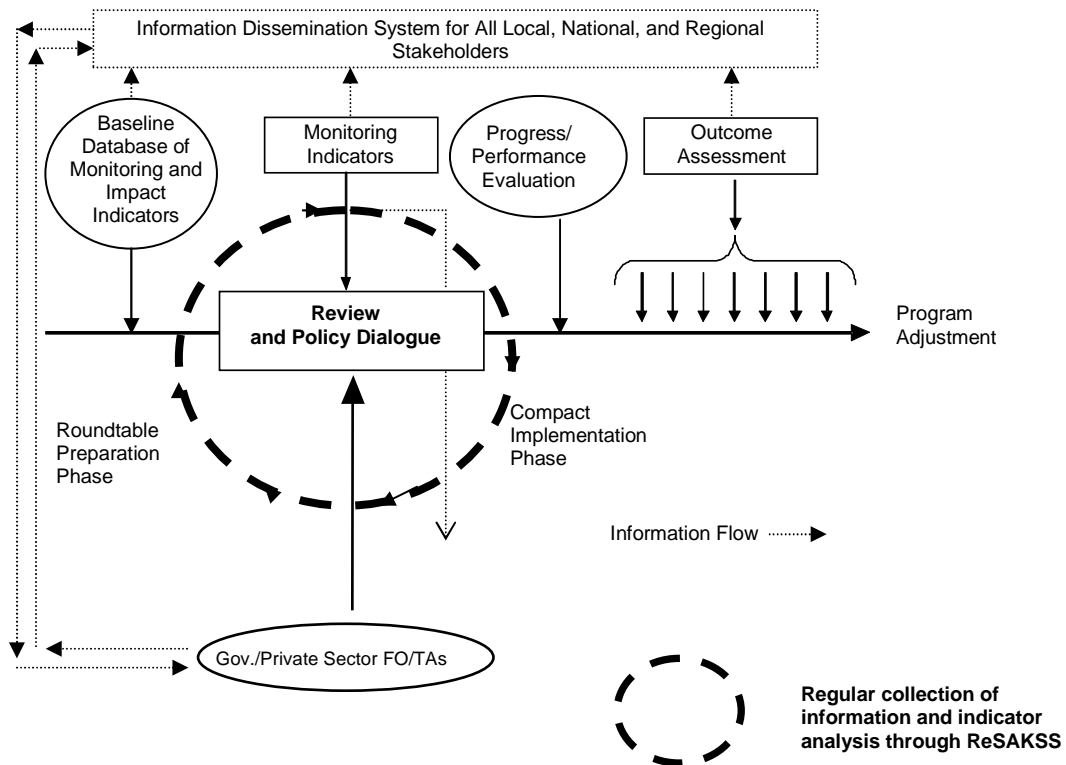 Information Dissemination System for All Local, National, and Regional
Stakeholders
Baseline
Database of
Monitoring and
Impact
Indicators
Monitoring
Indicators
Progress/
Performance
Evaluation
Outcome
Assessment
Review
and Policy Dialogue
Program
Adjustment
Roundtable
Preparation
Phase
Compact
Implementation
Phase
Information Flow
Gov./Private Sector FO/TAs
Regular collection of
information and indicator
analysis through ReSAKSS